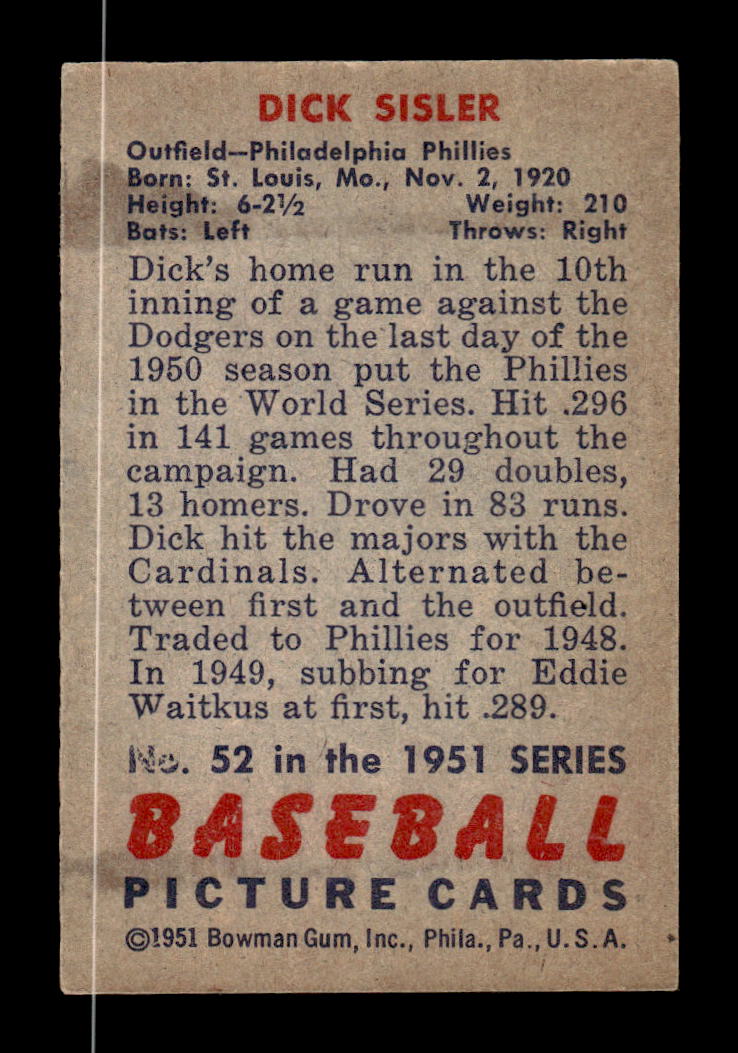 DICK SISLER
Outfield—Philadelphia Phillies
Born: St. Louis, Mo., Nov. 2, 1920
Height: 6-2½ Weight: 210
Bats: Left Throws: Right
Dick's home run in the 10th
inning of a game against the
Dodgers on the last day of the
1950 season put the Phillies
in the World Series. Hit .296
in 141 games throughout the
campaign. Had 29 doubles,
13 homers. Drove in 83 runs.
Dick hit the majors with the
Cardinals. Alternated be-
tween first and the outfield.
Traded to Phillies for 1948.
In 1949, subbing for Eddie
Waitkus at first, hit .289.
No. 52 in the 1951 SERIES
BASEBALL
PICTURE CARDS
©1951 Bowman Gum, Inc., Phila., Pa., U.S.A.